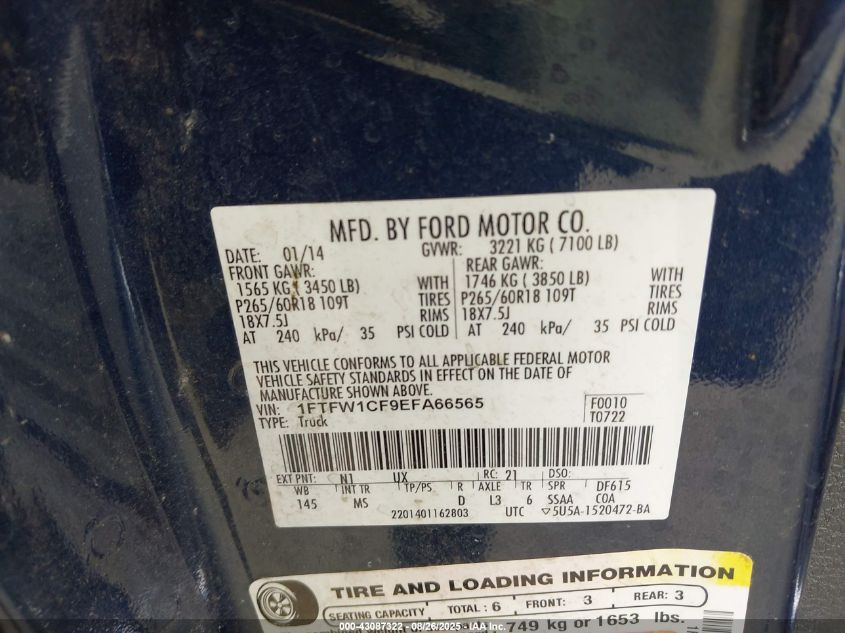 MFD. BY FORD MOTOR CO.
DATE: 01/14 GVWR: 3221 KG ( 7100 LB)
FRONT GAWR: REAR GAWR:
1565 KG ( 3450 LB) WITH 1746 KG ( 3850 LB) WITH
P265/60R18 109T TIRES P265/60R18 109T TIRES
18X7.5J RIMS 18X7.5J RIMS
AT 240 kPa/ 35 PSI COLD AT 240 kPa/ 35 PSI COLD
THIS VEHICLE CONFORMS TO ALL APPLICABLE FEDERAL MOTOR
VEHICLE SAFETY STANDARDS IN EFFECT ON THE DATE OF
MANUFACTURE SHOWN ABOVE.
VIN: 1FTFW1CF9EFA66565 F0010
TYPE: Truck T0722
EXT PNT: N1 UX RC: 21 DSO:
WB INT TR TP/PS R AXLE TR SPR DF615
145 MS D L3 6 SSAA COA
2201401162803 UTC ▽5U5A-1520472-BA
TIRE AND LOADING INFORMATION
SEATING CAPACITY TOTAL: 6 FRONT: 3 REAR: 3
749 kg or 1653 lbs.
000-43087322 - 08/26/2025 - IAA, Inc.